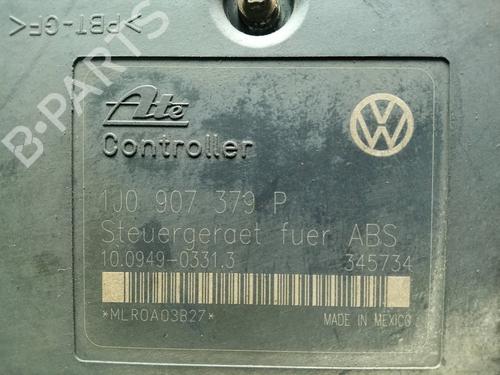 >PBT-GF<
B-PARTS
Ate
Controller
1J0 907 379 P
Steuergeraet fuer ABS
10.0949-0331.3 345734
*MLR0A03B27* MADE IN MEXICO